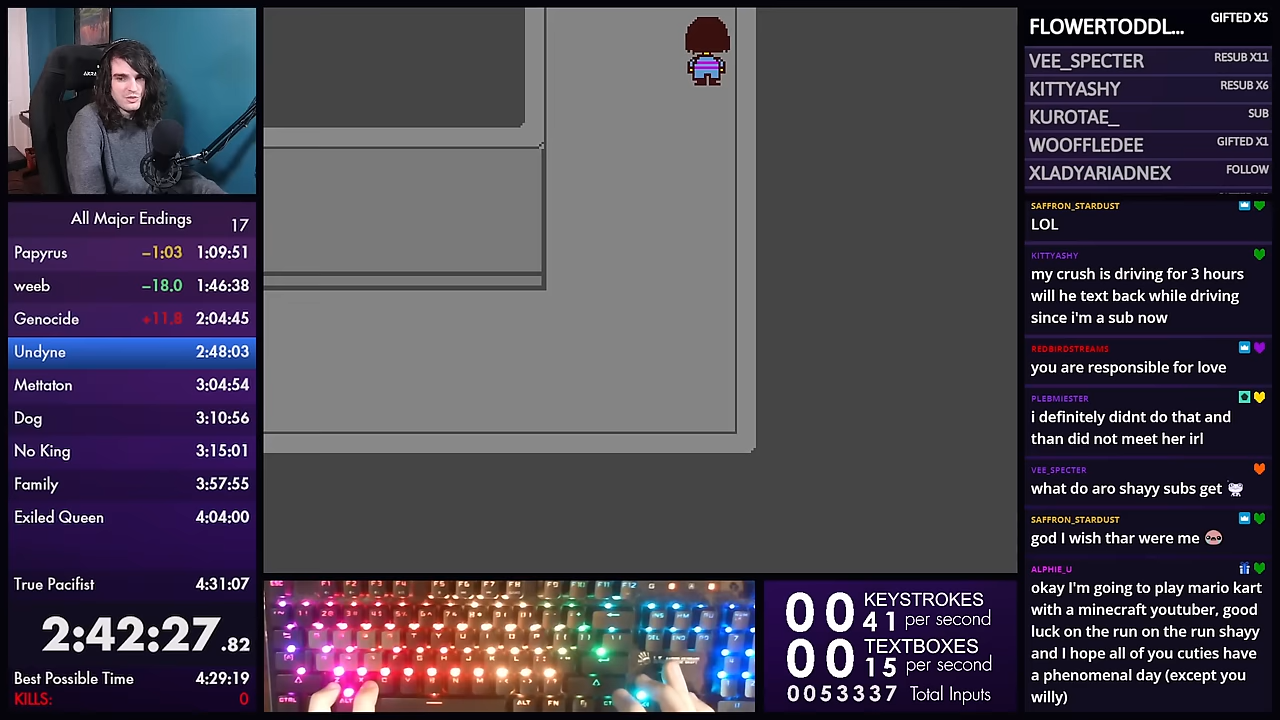 All Major Endings
17
Papyrus −1:03 1:09:51
weeb −18.0 1:46:38
Genocide +11.8 2:04:45
Undyne 2:48:03
Mettaton 3:04:54
Dog 3:10:56
No King 3:15:01
Family 3:57:55
Exiled Queen 4:04:00
True Pacifist 4:31:07
2:42:27.82
Best Possible Time 4:29:19
KILLS: 0
00 KEYSTROKES
41 per second
00 TEXTBOXES
15 per second
0053337 Total Inputs
FLOWERTODDL... GIFTED X5
VEE_SPECTER RESUB X11
KITTYASHY RESUB X6
KUROTAE_ SUB
WOOFFLEDEE GIFTED X1
XLADYARIADNEX FOLLOW
SAFFRON_STARDUST
LOL
KITTYASHY
my crush is driving for 3 hours
will he text back while driving
since i'm a sub now
REDBIRDSTREAMS
you are responsible for love
PLEBMIESTER
i definitely didnt do that and
than did not meet her irl
VEE_SPECTER
what do aro shayy subs get
SAFFRON_STARDUST
god I wish thar were me
ALPHIE_U
okay I'm going to play mario kart
with a minecraft youtuber, good
luck on the run on the run shayy
and I hope all of you cuties have
a phenomenal day (except you
willy)